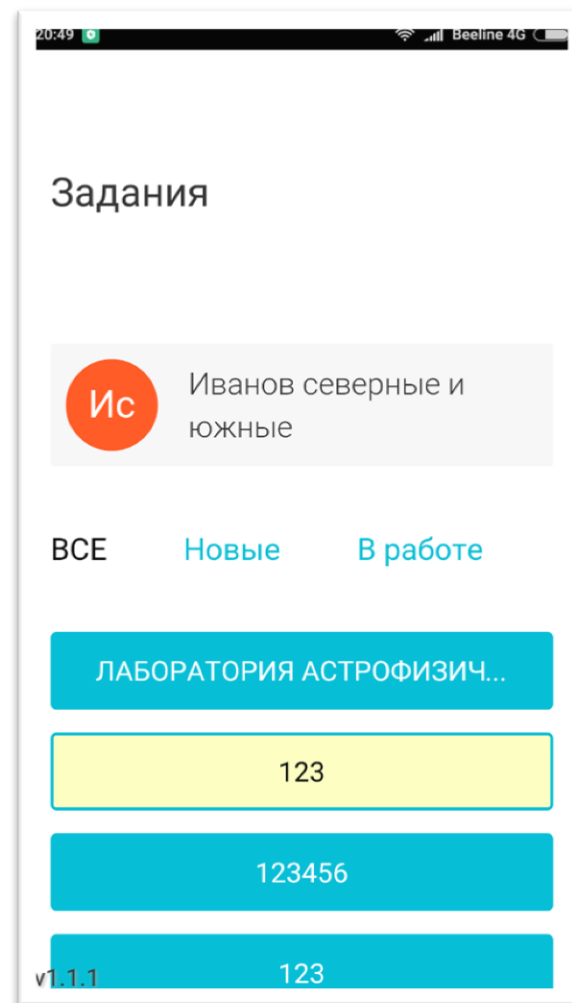 20:49 Beeline 4G
Задания
Ис
Иванов северные и
южные
ВСЕ Новые В работе
ЛАБОРАТОРИЯ АСТРОФИЗИЧ...
123
123456
123
v1.1.1